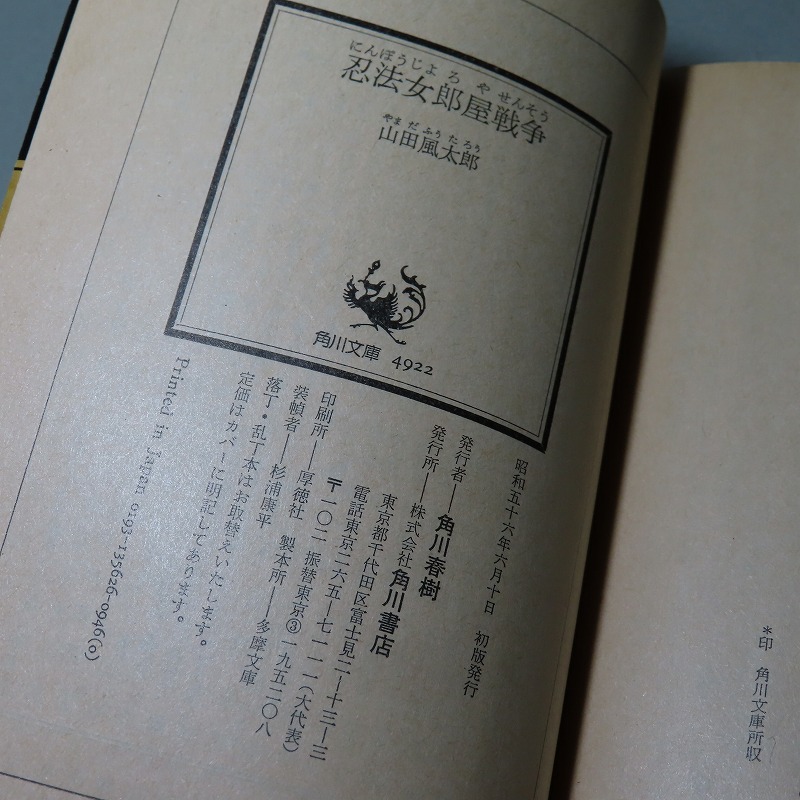 にんぽうじょろやせんそう
忍法女郎屋戦争
やまだふうたろう
山田風太郎
角川文庫 4922
昭和五十六年六月十日 初版発行
発行者――角川春樹
発行所――株式会社角川書店
東京都千代田区富士見二―十三―三
電話東京二六五―七一一一(大代表)
〒一〇二 振替東京③一九五二〇八
印刷所――厚徳社 製本所――多摩文庫
装幀者――杉浦康平
落丁・乱丁本はお取替えいたします。
定価はカバーに明記してあります。
Printed in Japan 0193-135626-0946(0)
*印 角川文庫所収